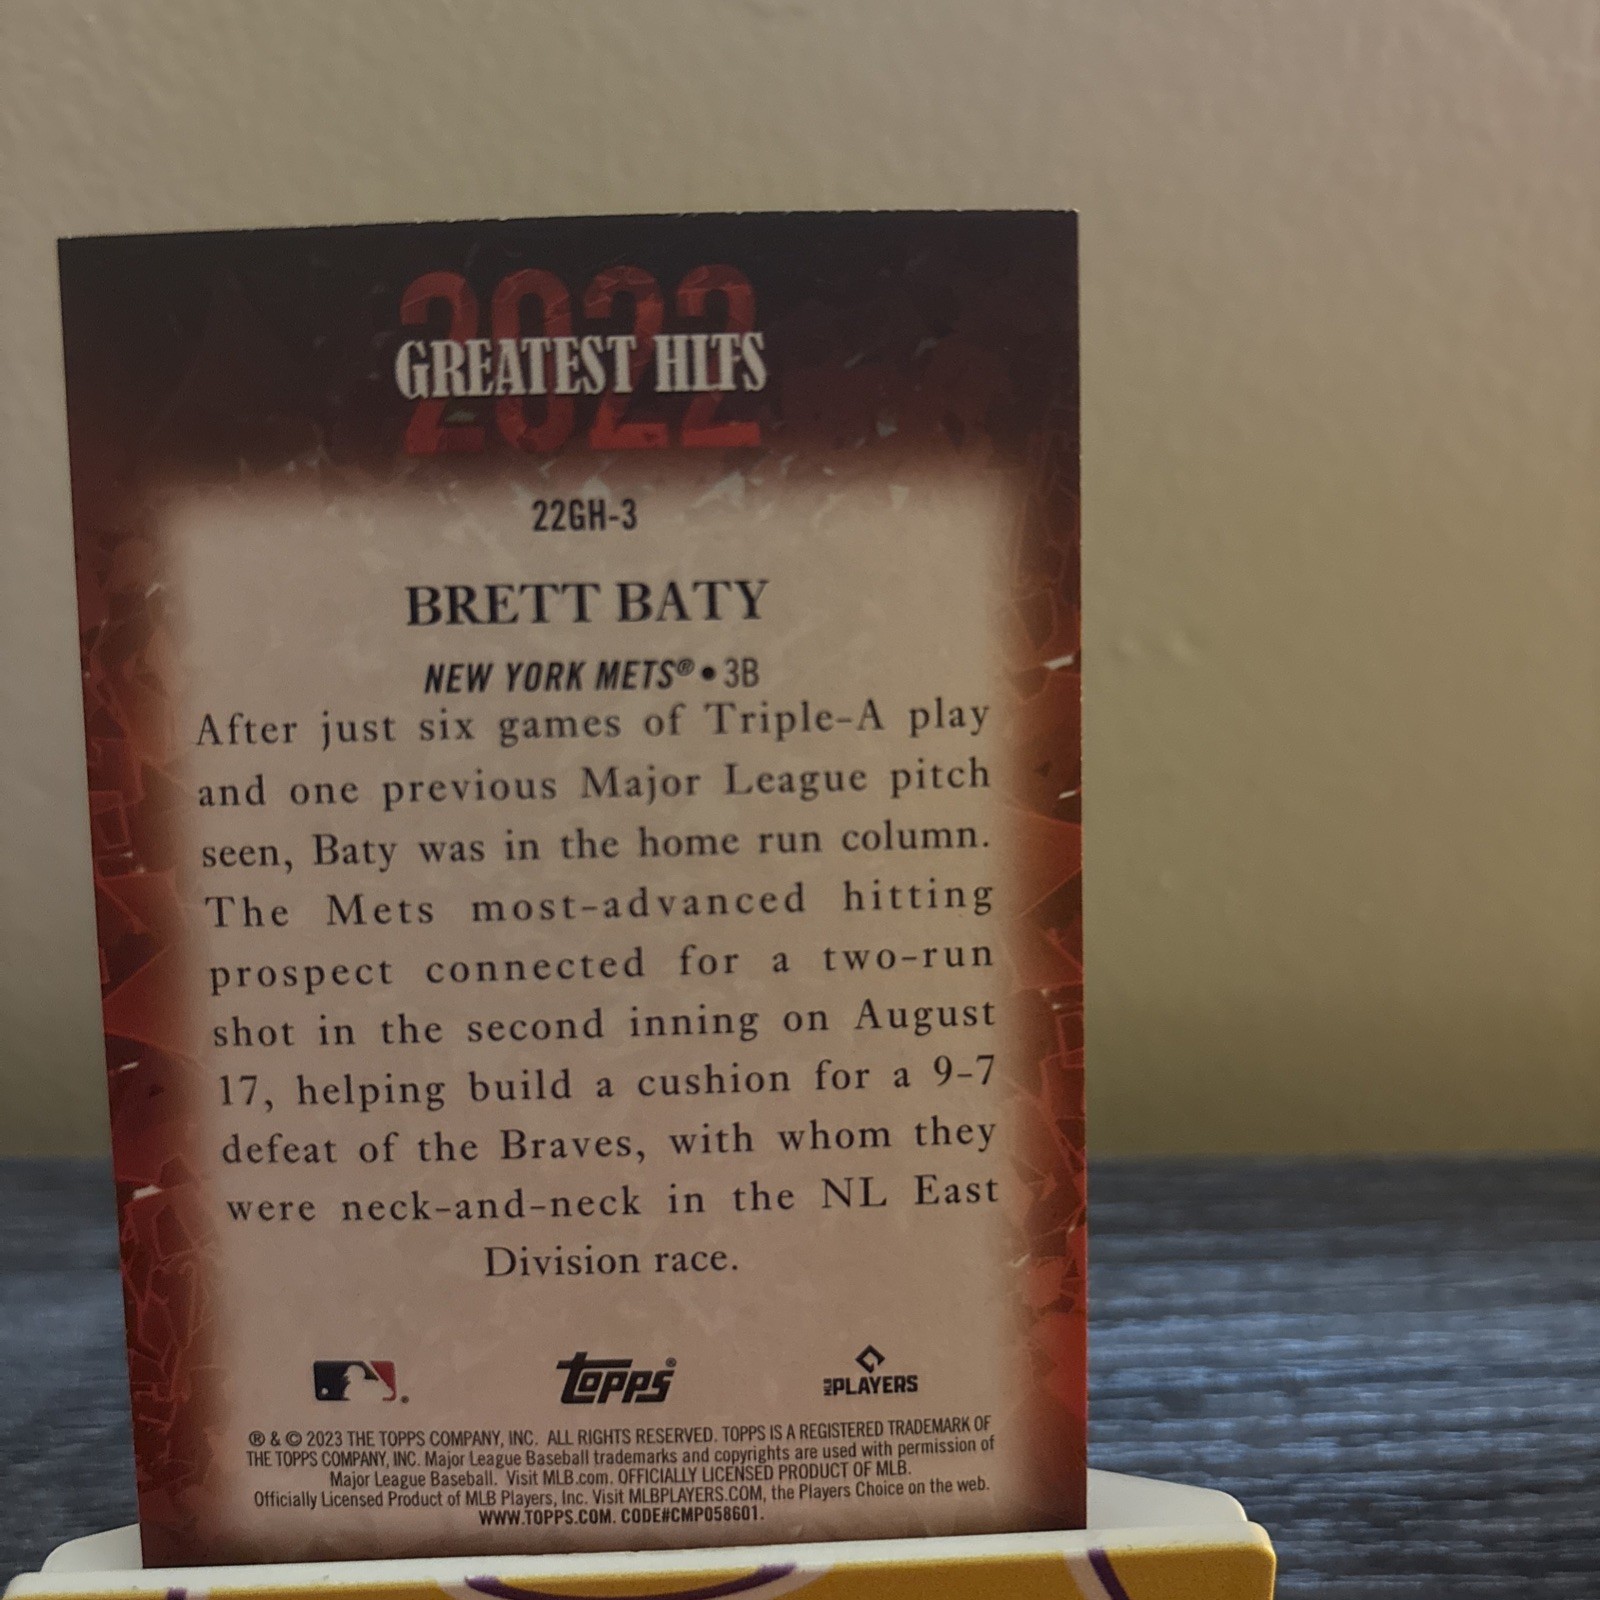 2022
GREATEST HITS
22GH-3
BRETT BATY
NEW YORK METS® • 3B
After just six games of Triple-A play
and one previous Major League pitch
seen, Baty was in the home run column.
The Mets most-advanced hitting
prospect connected for a two-run
shot in the second inning on August
17, helping build a cushion for a 9-7
defeat of the Braves, with whom they
were neck-and-neck in the NL East
Division race.
Topps® MLB PLAYERS
® & © 2023 THE TOPPS COMPANY, INC. ALL RIGHTS RESERVED. TOPPS IS A REGISTERED TRADEMARK OF
THE TOPPS COMPANY, INC. Major League Baseball trademarks and copyrights are used with permission of
Major League Baseball. Visit MLB.com. OFFICIALLY LICENSED PRODUCT OF MLB.
Officially Licensed Product of MLB Players, Inc. Visit MLBPLAYERS.COM, the Players Choice on the web.
WWW.TOPPS.COM. CODE#CMP058601.